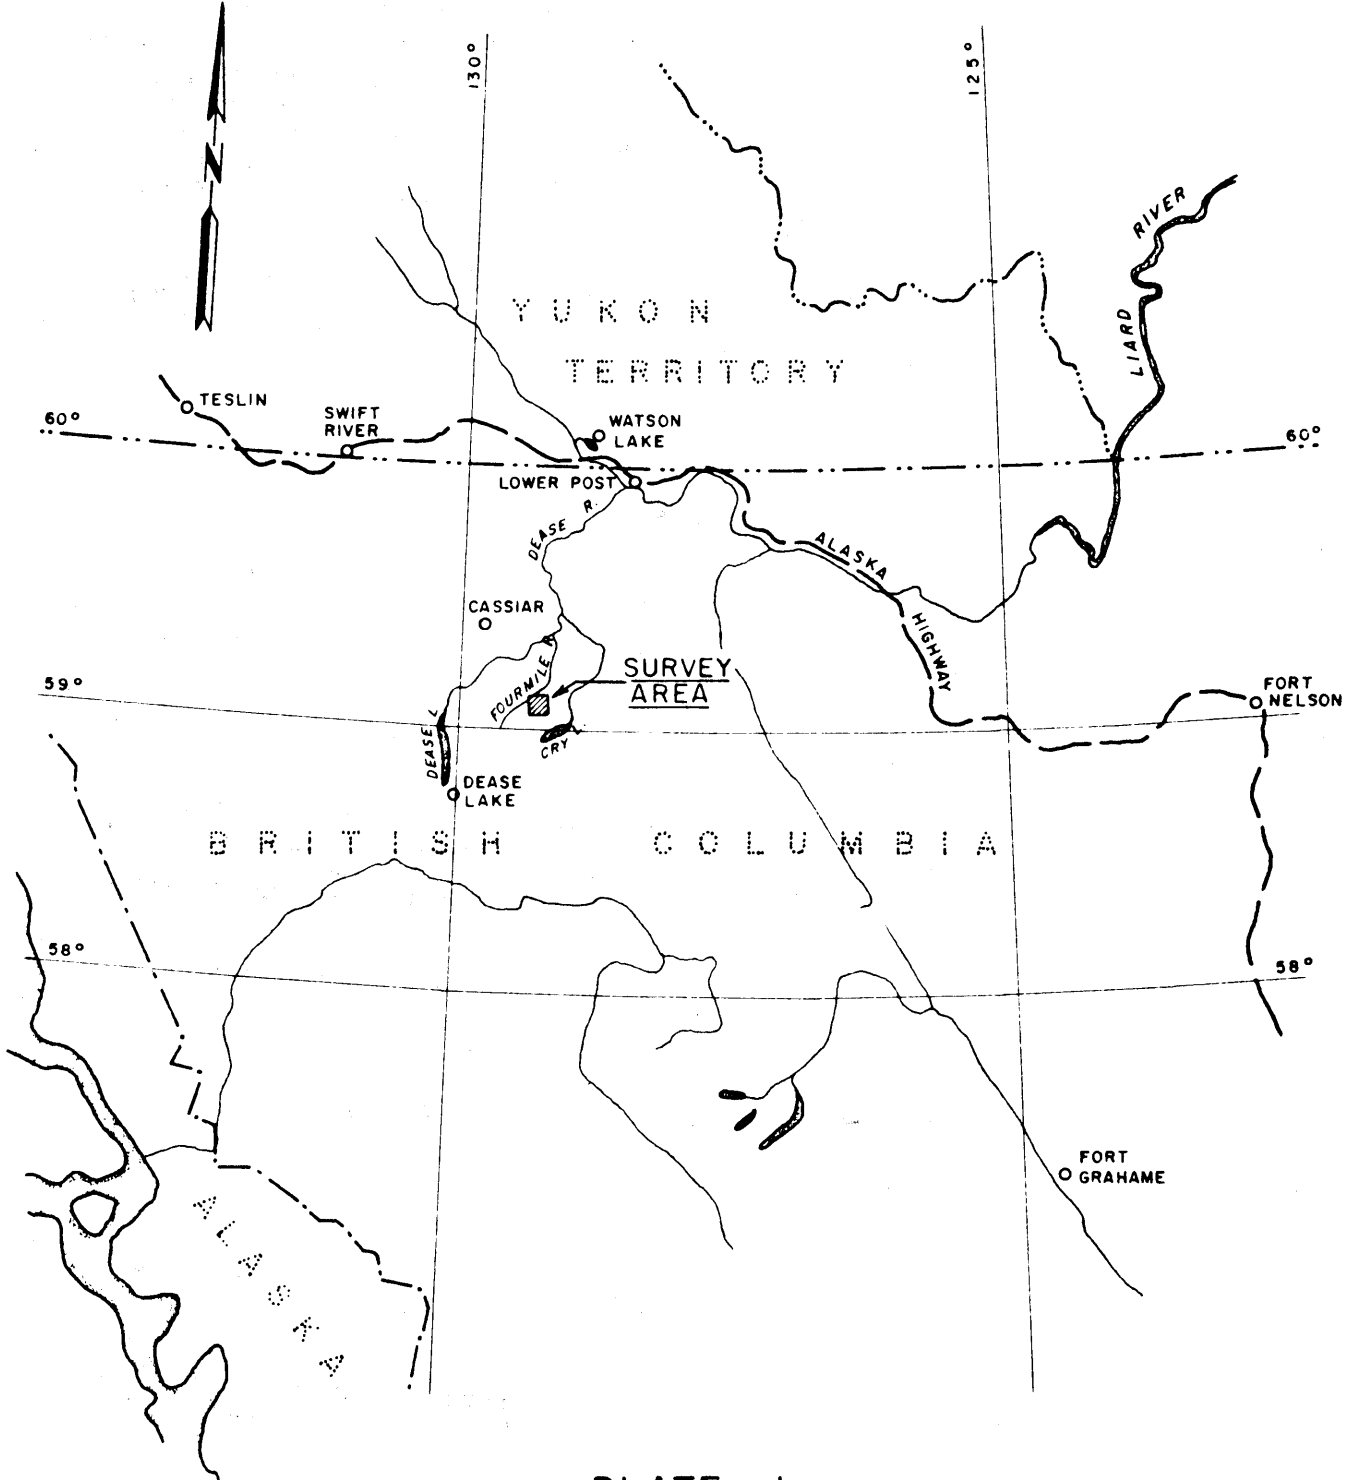 130°
125°
N
RIVER
LIARD
YUKON
TERRITORY
TESLIN
60°
SWIFT
RIVER
WATSON
LAKE
60°
LOWER POST
DEASE R.
ALASKA
HIGHWAY
CASSIAR
FOURMILE R.
SURVEY
AREA
59°
FORT
NELSON
DEASE L
CRY L
DEASE
LAKE
BRITISH COLUMBIA
58°
58°
FORT
GRAHAME
ALASKA